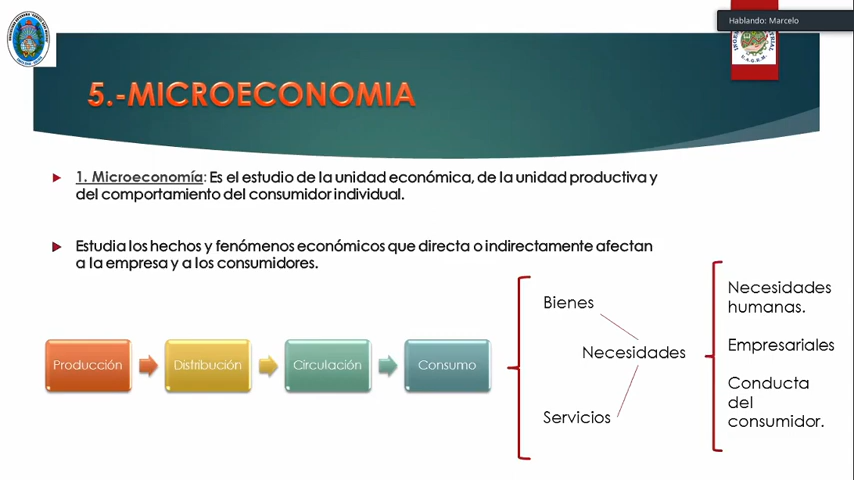 Hablando: Marcelo
5.-MICROECONOMIA
1. Microeconomía: Es el estudio de la unidad económica, de la unidad productiva y
del comportamiento del consumidor individual.
Estudia los hechos y fenómenos económicos que directa o indirectamente afectan
a la empresa y a los consumidores.
Producción
Distribución
Circulación
Consumo
Bienes
Necesidades
Servicios
Necesidades
humanas.
Empresariales
Conducta
del
consumidor.